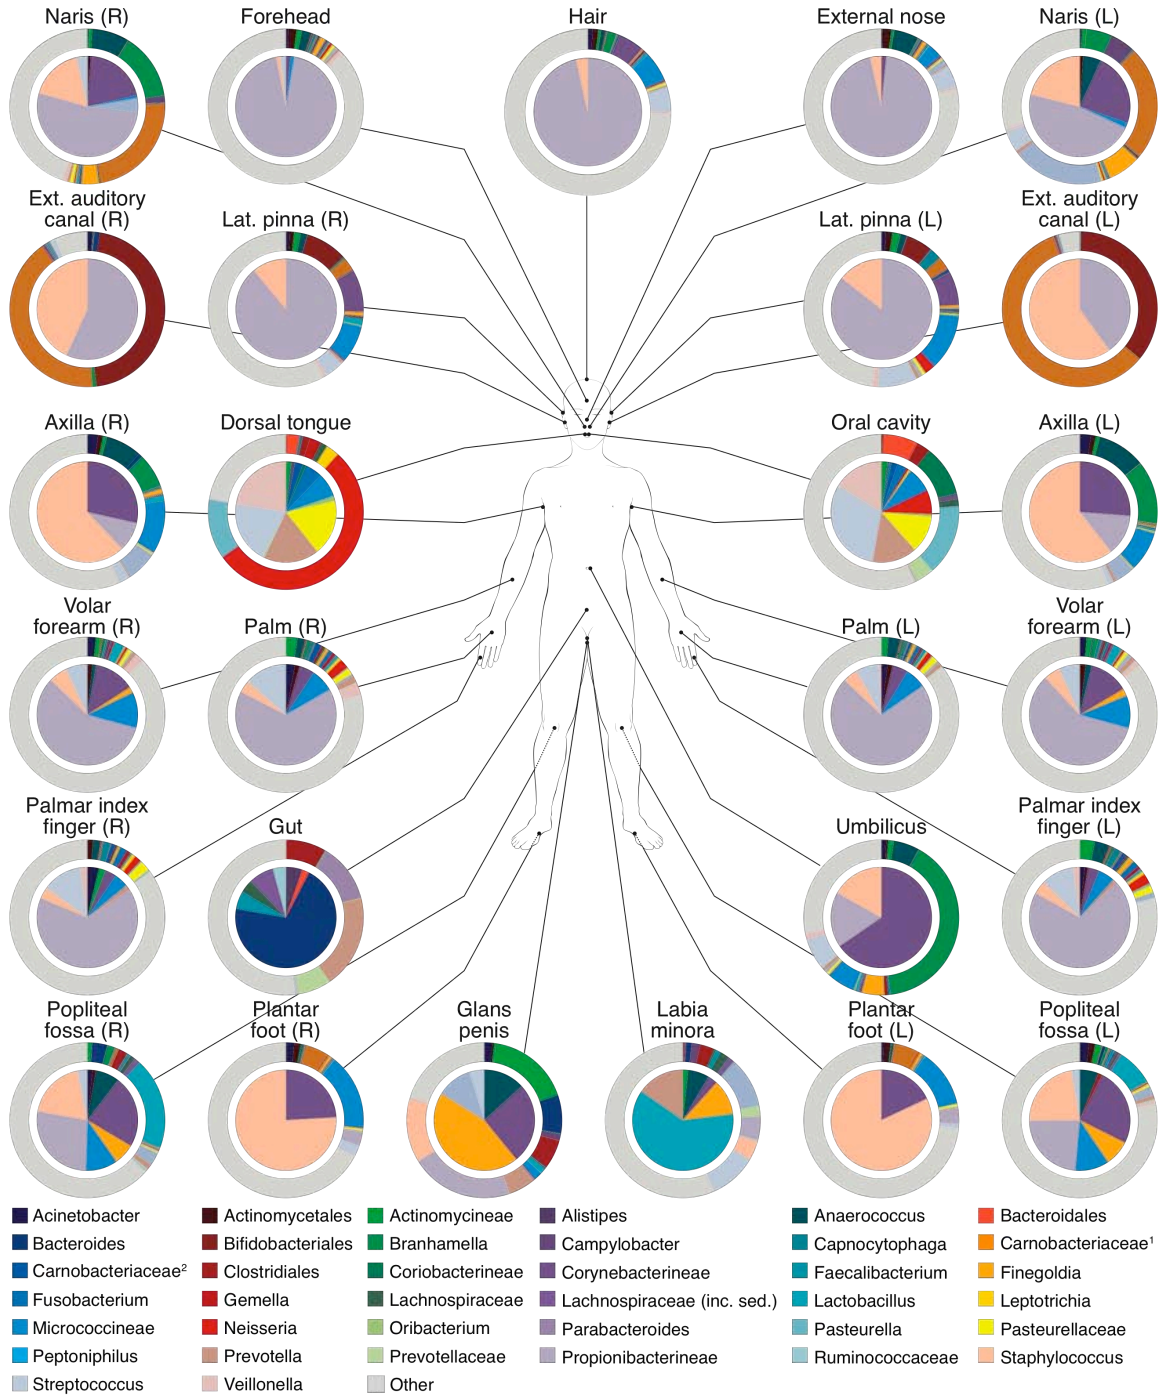 Naris (R)
Forehead
Hair
External nose
Naris (L)
Ext. auditory
canal (R)
Lat. pinna (R)
Lat. pinna (L)
Ext. auditory
canal (L)
Axilla (R)
Dorsal tongue
Oral cavity
Axilla (L)
Volar
forearm (R)
Palm (R)
Palm (L)
Volar
forearm (L)
Palmar index
finger (R)
Gut
Umbilicus
Palmar index
finger (L)
Popliteal
fossa (R)
Plantar
foot (R)
Glans
penis
Labia
minora
Plantar
foot (L)
Popliteal
fossa (L)
Acinetobacter
Actinomycetales
Actinomycineae
Alistipes
Anaerococcus
Bacteroidales
Bacteroides
Bifidobacteriales
Branhamella
Campylobacter
Capnocytophaga
Carnobacteriaceae¹
Carnobacteriaceae²
Clostridiales
Coriobacterineae
Corynebacterineae
Faecalibacterium
Finegoldia
Fusobacterium
Gemella
Lachnospiraceae
Lachnospiraceae (inc. sed.)
Lactobacillus
Leptotrichia
Micrococcineae
Neisseria
Oribacterium
Parabacteroides
Pasteurella
Pasteurellaceae
Peptoniphilus
Prevotella
Prevotellaceae
Propionibacterineae
Ruminococcaceae
Staphylococcus
Streptococcus
Veillonella
Other